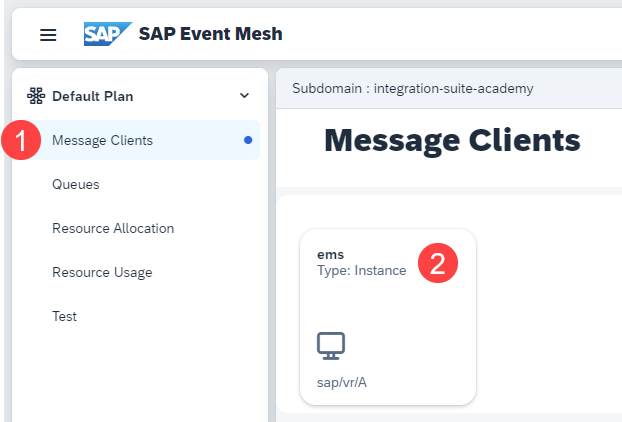 SAP SAP Event Mesh
Default Plan
1 Message Clients
Queues
Resource Allocation
Resource Usage
Test
Subdomain : integration-suite-academy
Message Clients
ems
Type: Instance
2
sap/vr/A